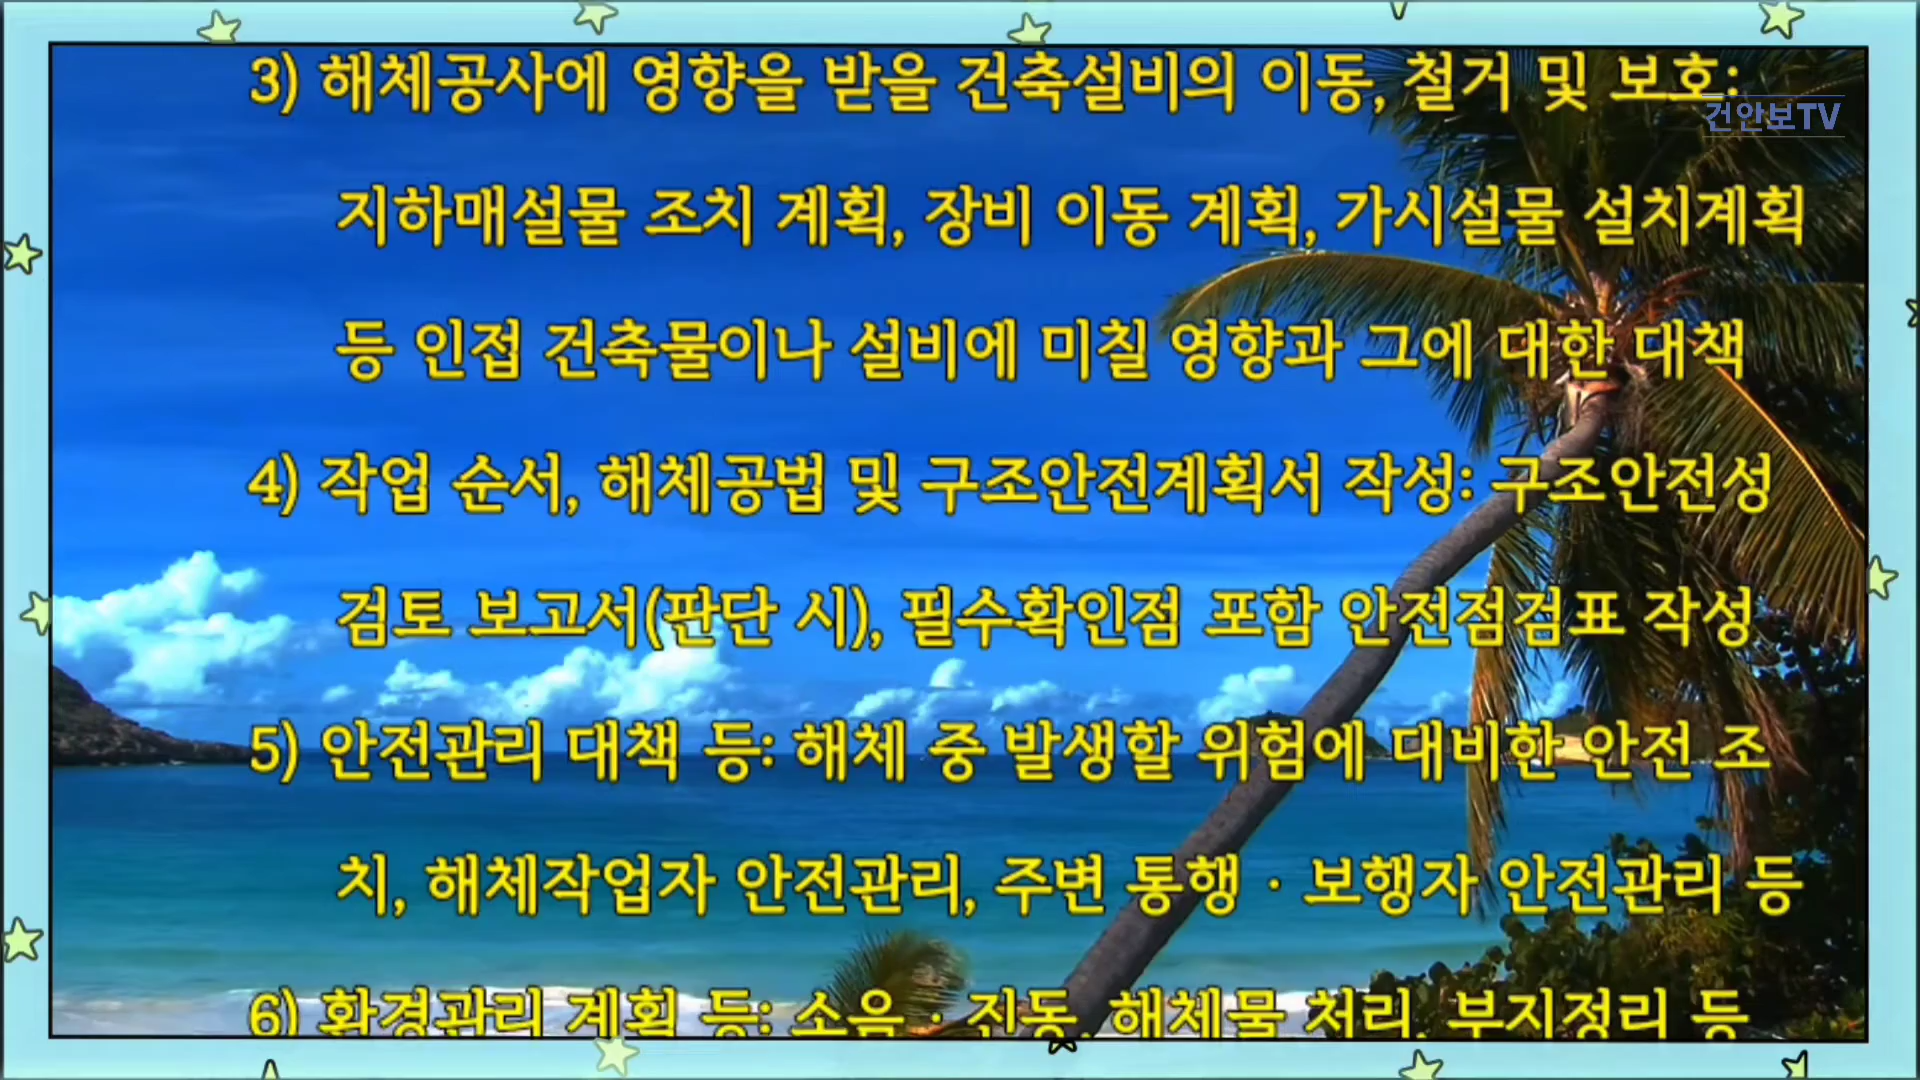 3) 해체공사에 영향을 받을 건축설비의 이동, 철거 및 보호:
건안보TV
지하매설물 조치 계획, 장비 이동 계획, 가시설물 설치계획
등 인접 건축물이나 설비에 미칠 영향과 그에 대한 대책
4) 작업 순서, 해체공법 및 구조안전계획서 작성: 구조안전성
검토 보고서(판단 시), 필수확인점 포함 안전점검표 작성
5) 안전관리 대책 등: 해체 중 발생할 위험에 대비한 안전 조
치, 해체작업자 안전관리, 주변 통행 · 보행자 안전관리 등
6) 환경관리 계획 등: 소음 · 진동, 해체물 처리, 부지정리 등